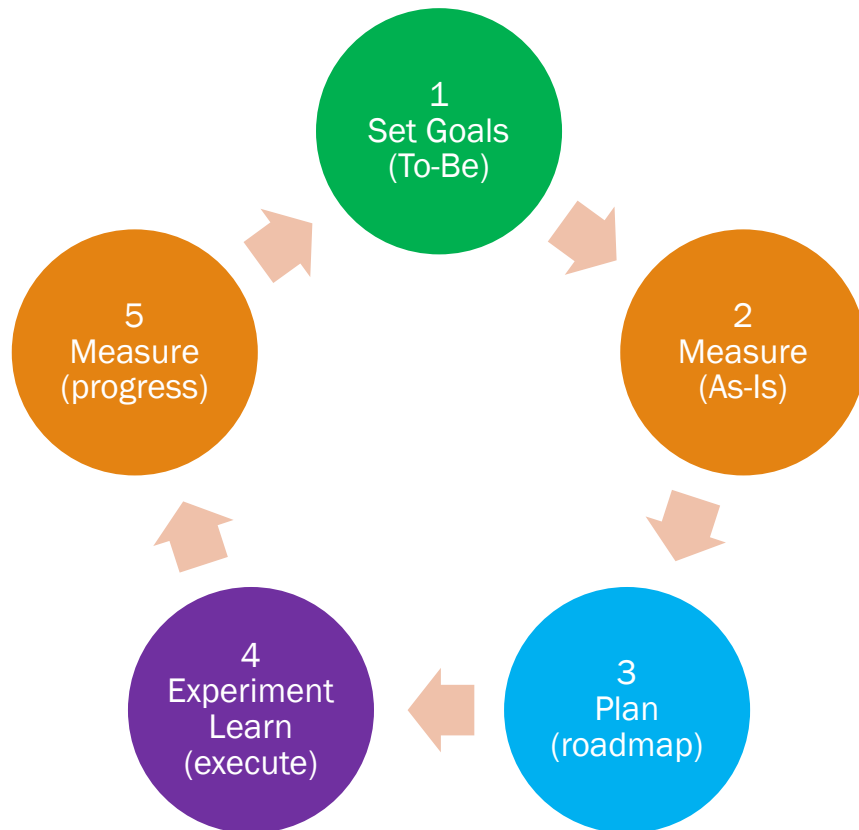 1
Set Goals
(To-Be)
2
Measure
(As-Is)
3
Plan
(roadmap)
4
Experiment
Learn
(execute)
5
Measure
(progress)